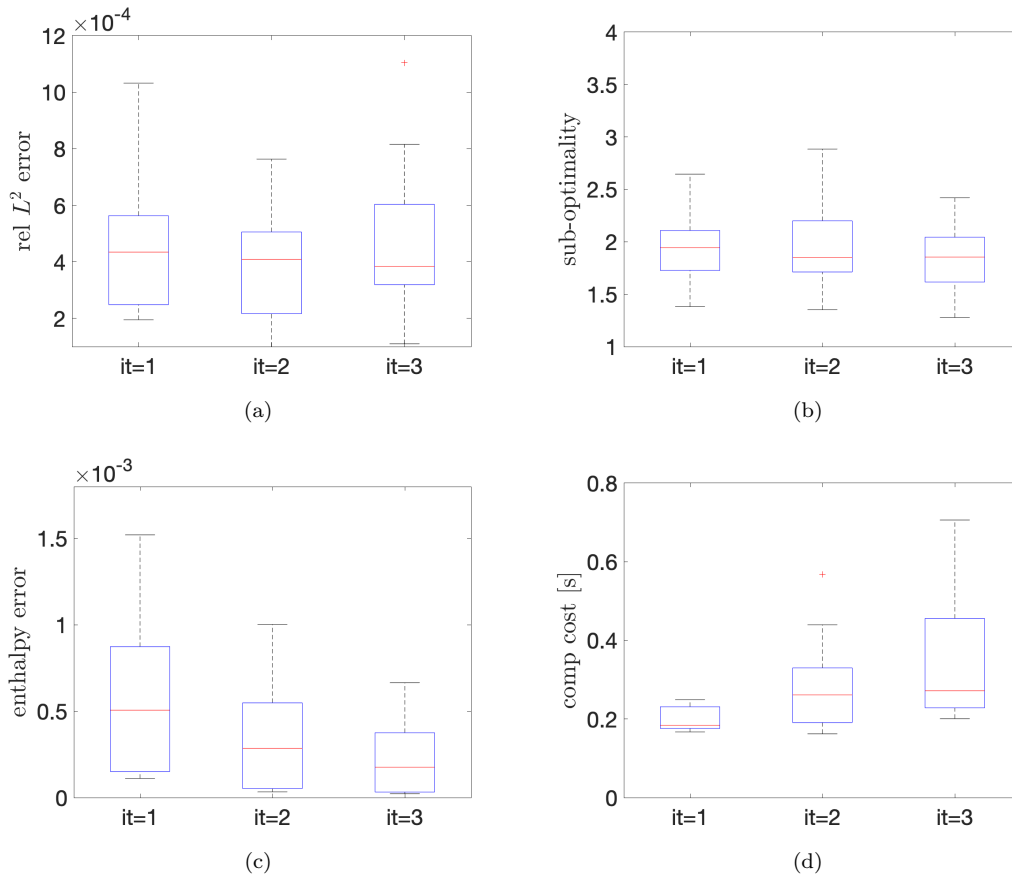 ×10⁻⁴
12
10
8
6
4
2
rel L² error
it=1 it=2 it=3
(a)
4
3.5
3
2.5
2
1.5
1
sub-optimality
it=1 it=2 it=3
(b)
×10⁻³
1.5
1
0.5
0
enthalpy error
it=1 it=2 it=3
(c)
0.8
0.6
0.4
0.2
0
comp cost [s]
it=1 it=2 it=3
(d)